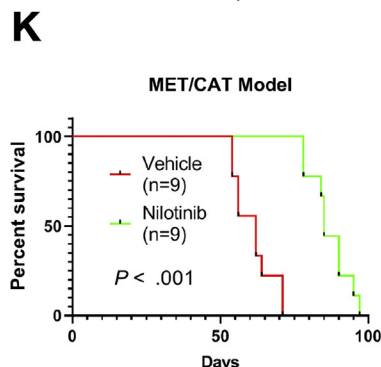 K
MET/CAT Model
Percent survival
100
50
0
Vehicle
(n=9)
Nilotinib
(n=9)
P < .001
0
50
100
Days